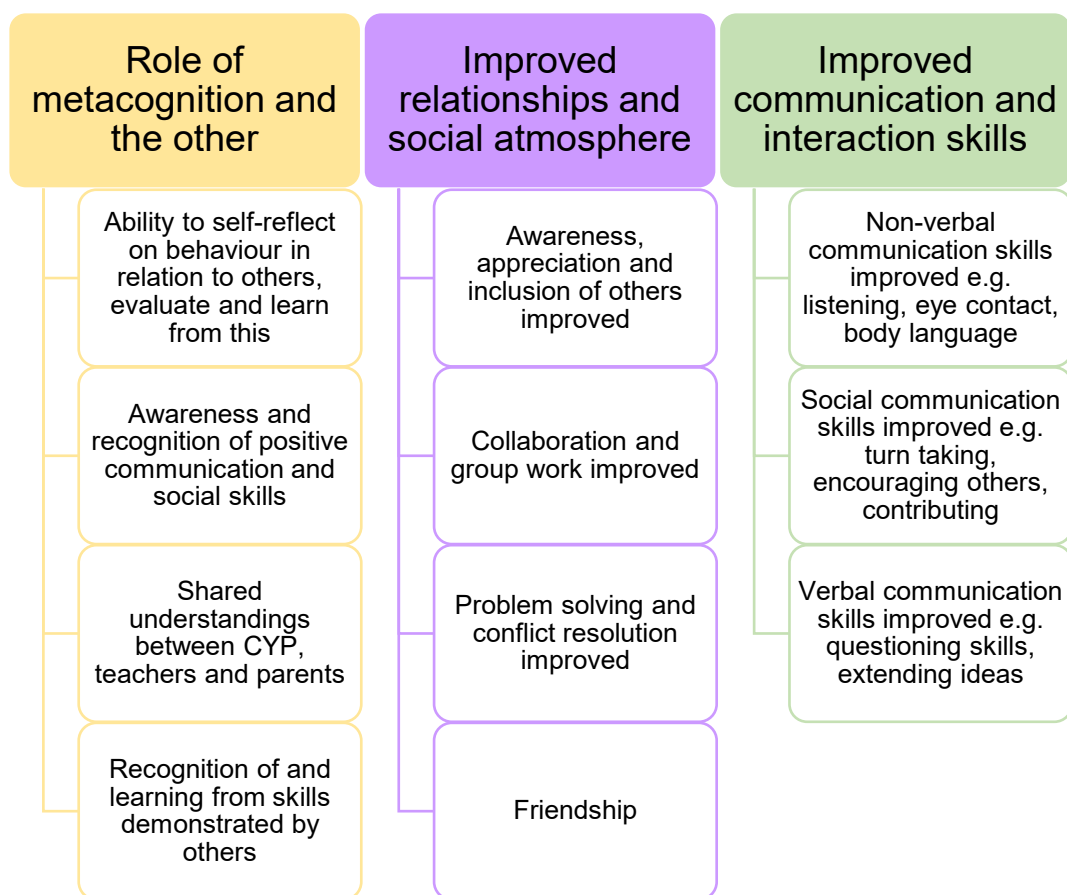 Role of
metacognition and
the other
Ability to self-reflect
on behaviour in
relation to others,
evaluate and learn
from this
Awareness and
recognition of positive
communication and
social skills
Shared
understandings
between CYP,
teachers and parents
Recognition of and
learning from skills
demonstrated by
others
Improved
relationships and
social atmosphere
Awareness,
appreciation and
inclusion of others
improved
Collaboration and
group work improved
Problem solving and
conflict resolution
improved
Friendship
Improved
communication and
interaction skills
Non-verbal
communication skills
improved e.g.
listening, eye contact,
body language
Social communication
skills improved e.g.
turn taking,
encouraging others,
contributing
Verbal communication
skills improved e.g.
questioning skills,
extending ideas